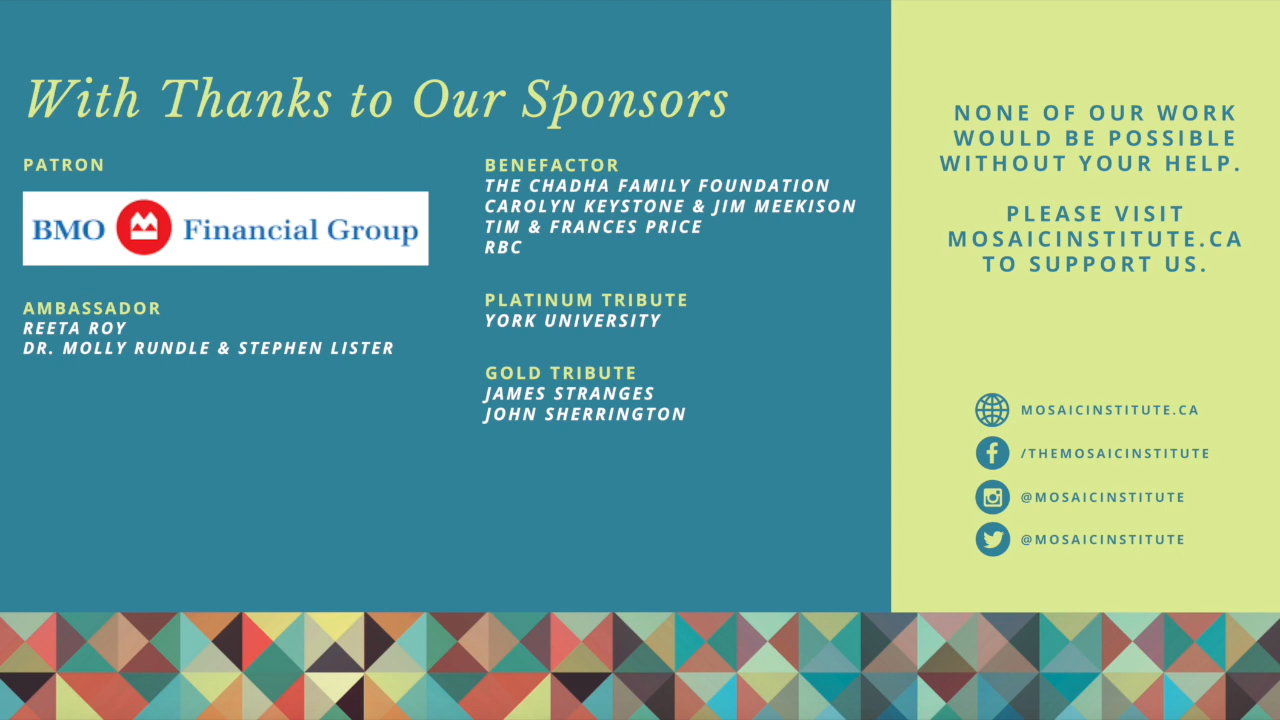 With Thanks to Our Sponsors
PATRON
BMO Financial Group
AMBASSADOR
REETA ROY
DR. MOLLY RUNDLE & STEPHEN LISTER
BENEFACTOR
THE CHADHA FAMILY FOUNDATION
CAROLYN KEYSTONE & JIM MEEKISON
TIM & FRANCES PRICE
RBC
PLATINUM TRIBUTE
YORK UNIVERSITY
GOLD TRIBUTE
JAMES STRANGES
JOHN SHERRINGTON
NONE OF OUR WORK
WOULD BE POSSIBLE
WITHOUT YOUR HELP.
PLEASE VISIT
MOSAICINSTITUTE.CA
TO SUPPORT US.
MOSAICINSTITUTE.CA
/THEMOSAICINSTITUTE
@MOSAICINSTITUTE
@MOSAICINSTITUTE